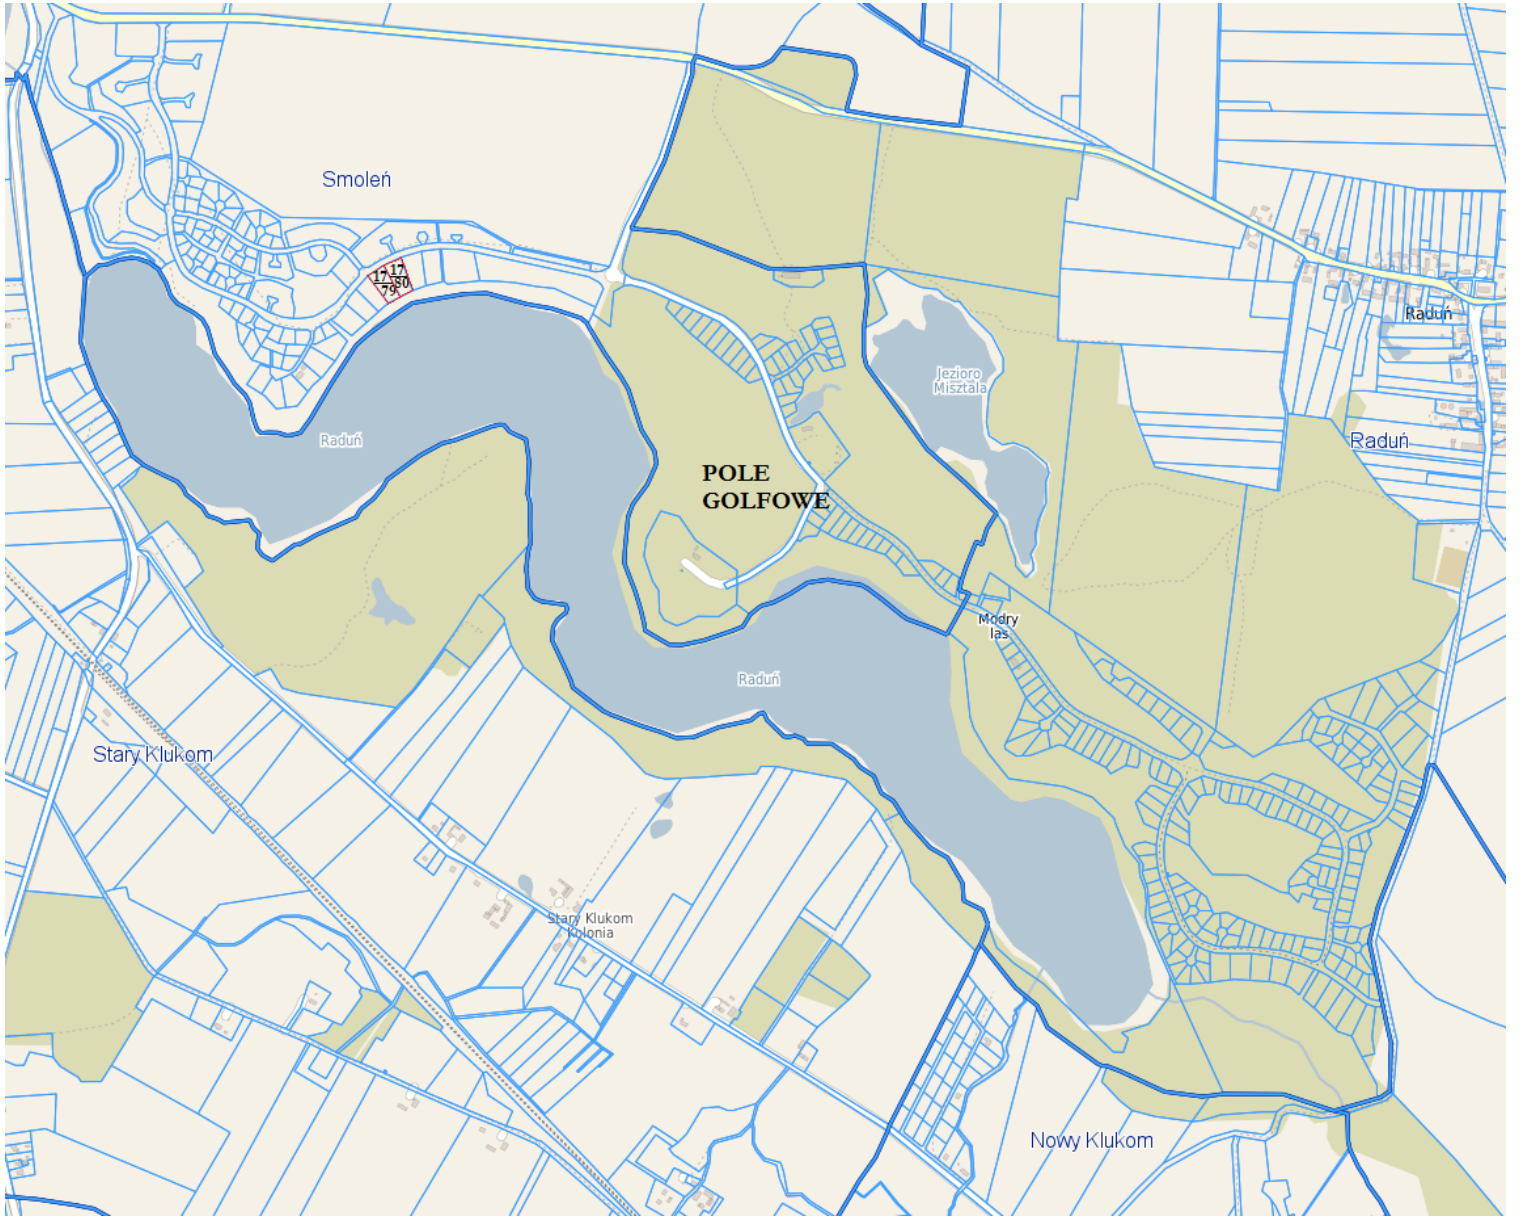 Smoleń
17 17
79 80
Raduń
Jezioro
Misztala
Raduń
Raduń
POLE
GOLFOWE
Modry
las
Raduń
Stary Klukom
Stary Klukom
Kolonia
Nowy Klukom